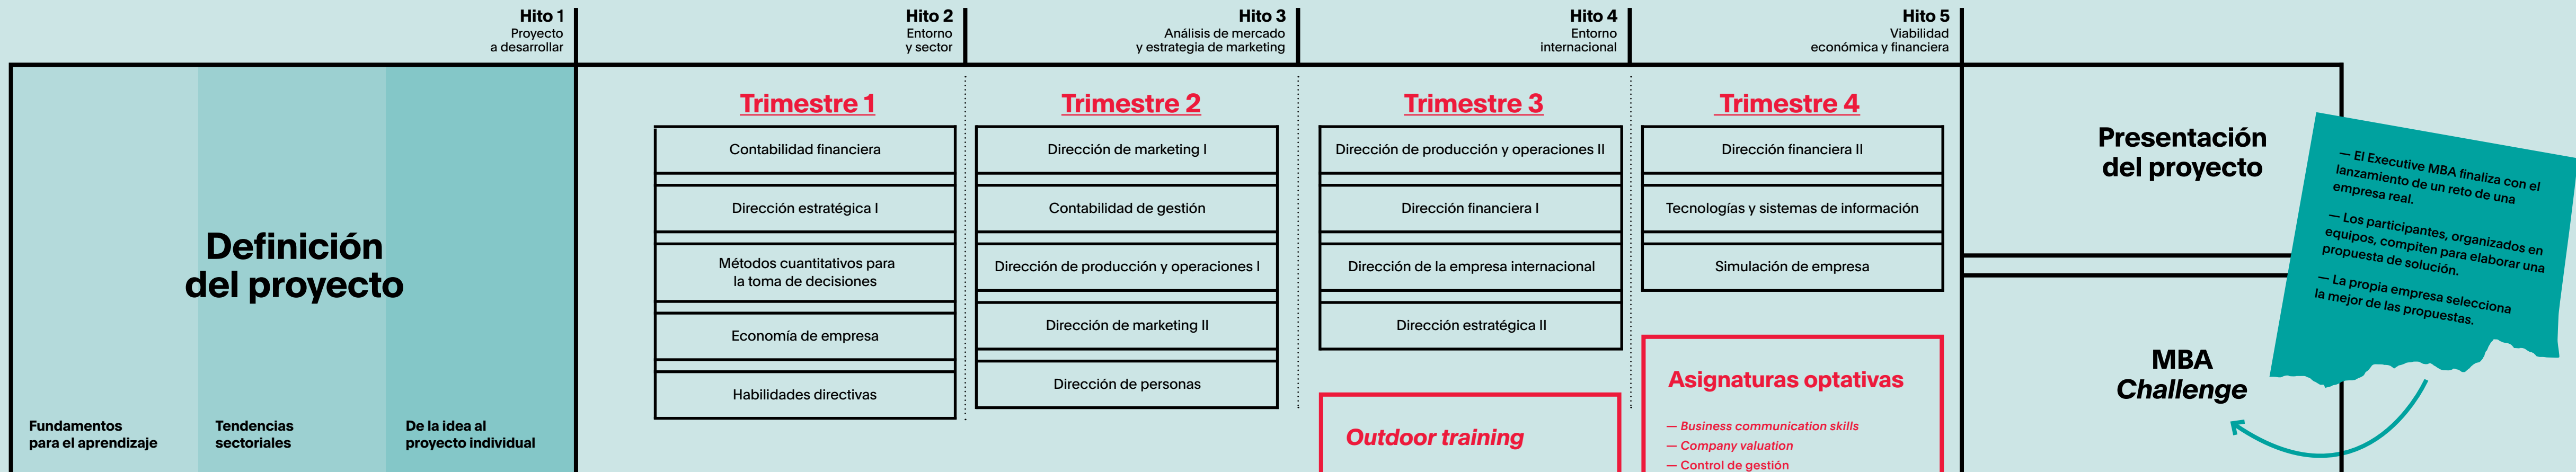 Hito 1
Proyecto
a desarrollar
Hito 2
Entorno
y sector
Hito 3
Análisis de mercado
y estrategia de marketing
Hito 4
Entorno
internacional
Hito 5
Viabilidad
económica y financiera
Definición
del proyecto
Fundamentos
para el aprendizaje
Tendencias
sectoriales
De la idea al
proyecto individual
Trimestre 1
Contabilidad financiera
Dirección estratégica I
Métodos cuantitativos para
la toma de decisiones
Economía de empresa
Habilidades directivas
Trimestre 2
Dirección de marketing I
Contabilidad de gestión
Dirección de producción y operaciones I
Dirección de marketing II
Dirección de personas
Trimestre 3
Dirección de producción y operaciones II
Dirección financiera I
Dirección de la empresa internacional
Dirección estratégica II
Outdoor training
Trimestre 4
Dirección financiera II
Tecnologías y sistemas de información
Simulación de empresa
Asignaturas optativas
— Business communication skills
— Company valuation
— Control de gestión
Presentación
del proyecto
MBA
Challenge
— El Executive MBA finaliza con el
lanzamiento de un reto de una
empresa real.
— Los participantes, organizados en
equipos, compiten para elaborar una
propuesta de solución.
— La propia empresa selecciona
la mejor de las propuestas.